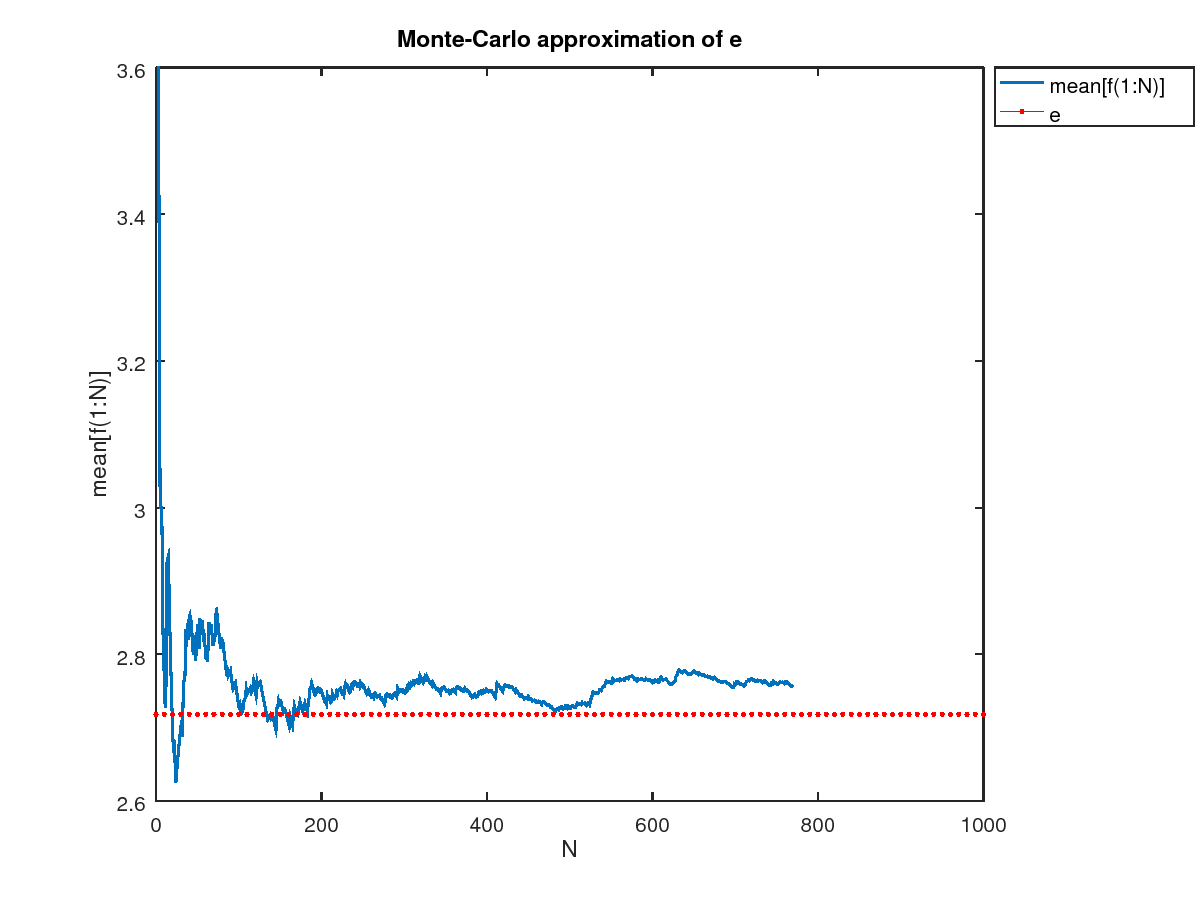 Monte-Carlo approximation of e
3.6
3.4
3.2
3
2.8
2.6
mean[f(1:N)]
0 200 400 600 800 1000
N
mean[f(1:N)]
e